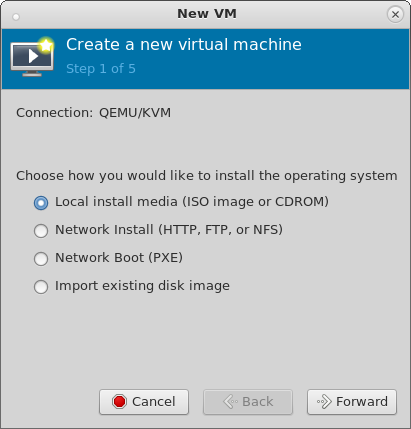 New VM
Create a new virtual machine
Step 1 of 5
Connection: QEMU/KVM
Choose how you would like to install the operating system
Local install media (ISO image or CDROM)
Network Install (HTTP, FTP, or NFS)
Network Boot (PXE)
Import existing disk image
Cancel Back Forward